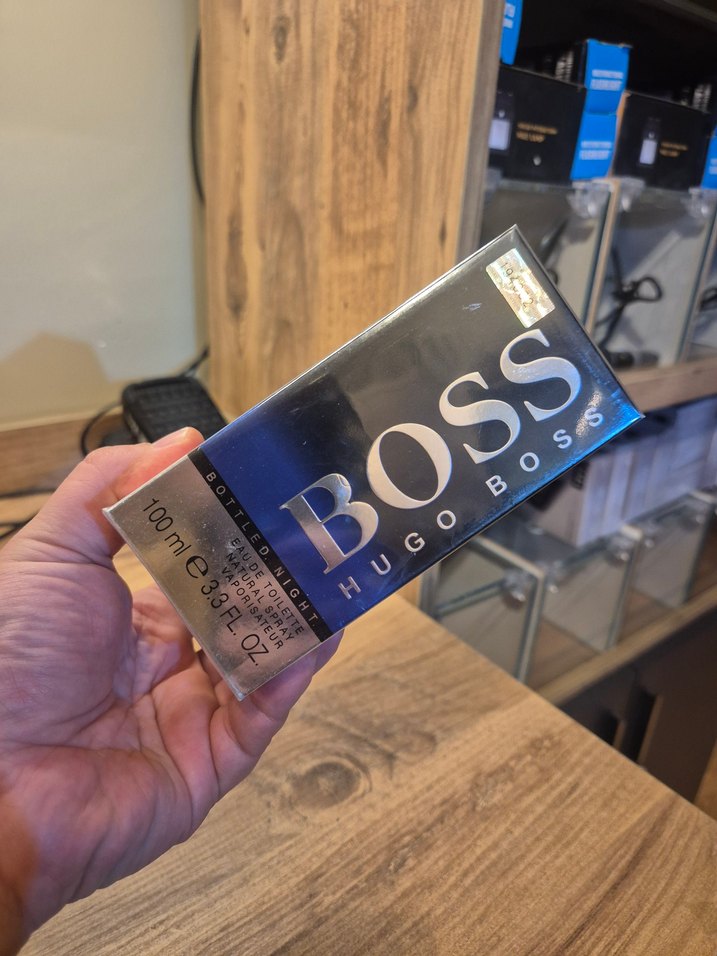 BOSS
HUGO BOSS
BOTTLED.NIGHT.
EAU DE TOILETTE
NATURAL SPRAY
VAPORISATEUR
100 ml e 3.3 FL. OZ.